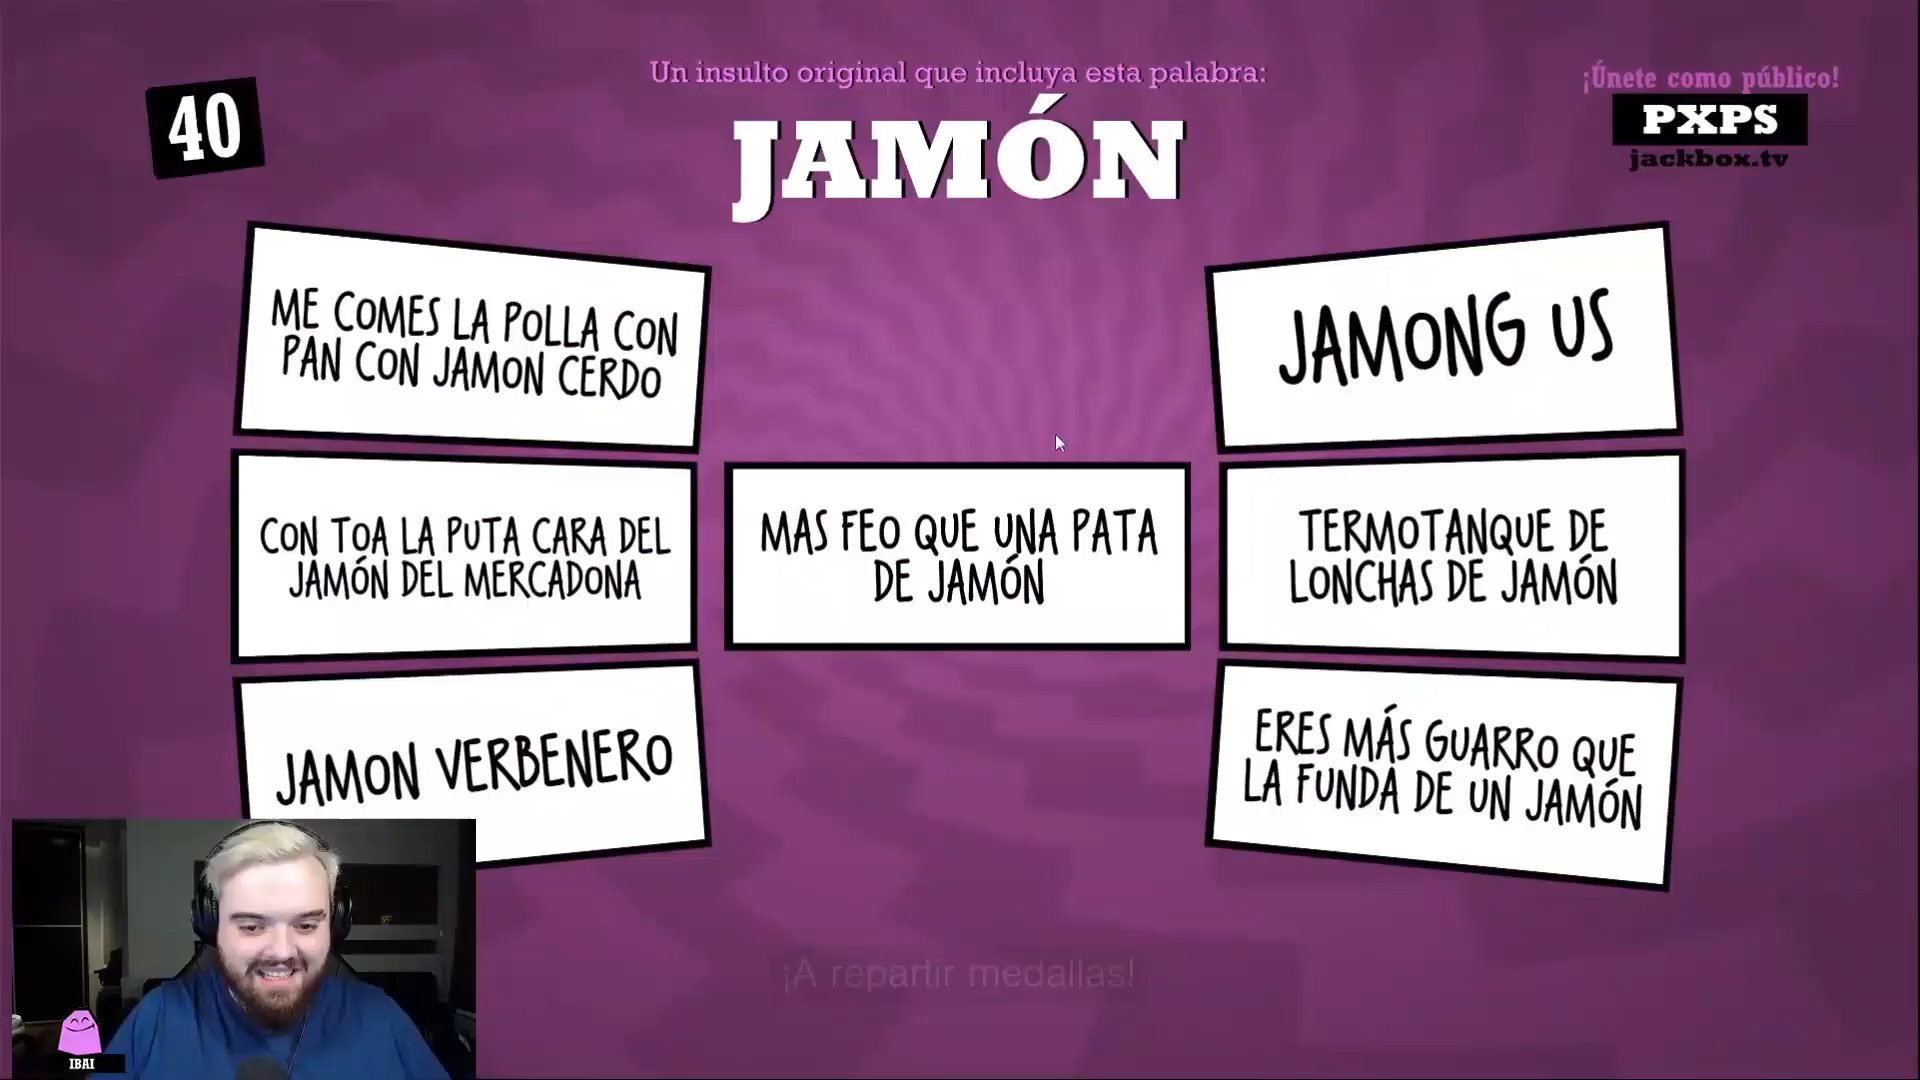 Un insulto original que incluya esta palabra:
JAMÓN
40
¡Únete como público!
PXPS
jackbox.tv
ME COMES LA POLLA CON
PAN CON JAMON CERDO
JAMONG US
CON TOA LA PUTA CARA DEL
JAMÓN DEL MERCADONA
MAS FEO QUE UNA PATA
DE JAMÓN
TERMOTANQUE DE
LONCHAS DE JAMÓN
JAMON VERBENERO
ERES MÁS GUARRO QUE
LA FUNDA DE UN JAMÓN
¡A repartir medallas!
IBAI